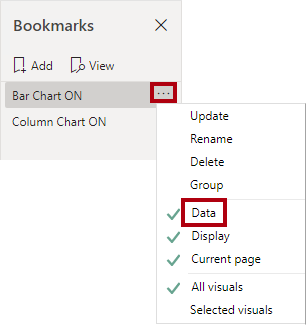 Bookmarks
Add View
Bar Chart ON ...
Column Chart ON
Update
Rename
Delete
Group
Data
Display
Current page
All visuals
Selected visuals